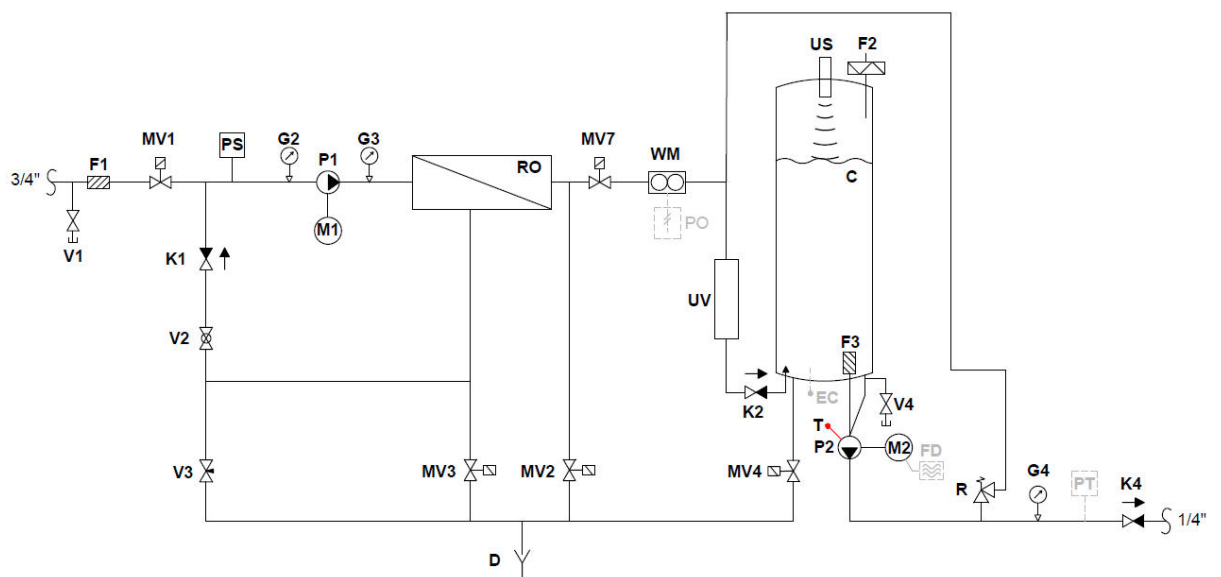 US
F2
MV1
PS
G2
G3
MV7
F1
P1
RO
WM
C
3/4"
M1
PO
V1
K1
UV
V2
F3
K2
EC
V4
T
P2
M2
FD
V3
MV3
MV2
MV4
G4
PT
K4
R
1/4"
D